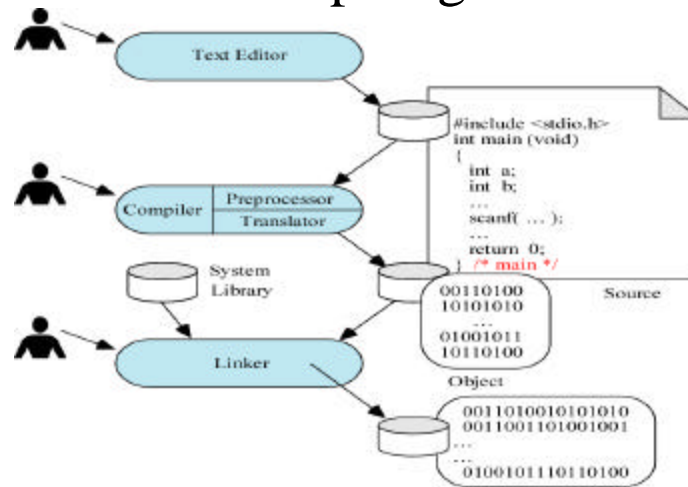 Text Editor
#include <stdio.h>
int main (void)
{
int a;
int b;
...
scanf( ... );
...
return 0;
} /* main */
Source
Compiler
Preprocessor
Translator
System
Library
00110100
10101010
...
01001011
10110100
Object
Linker
0011010010101010
0011001101001001
...
...
0100101110110100